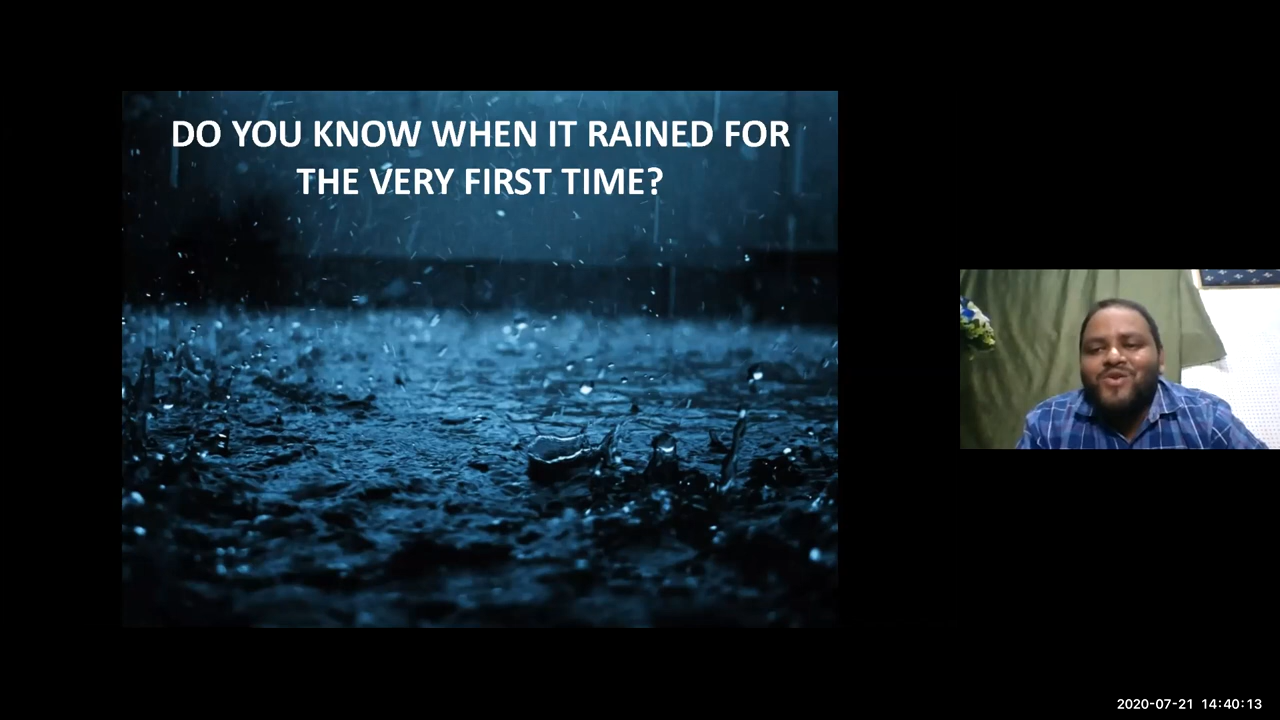 DO YOU KNOW WHEN IT RAINED FOR
THE VERY FIRST TIME?
2020-07-21 14:40:13